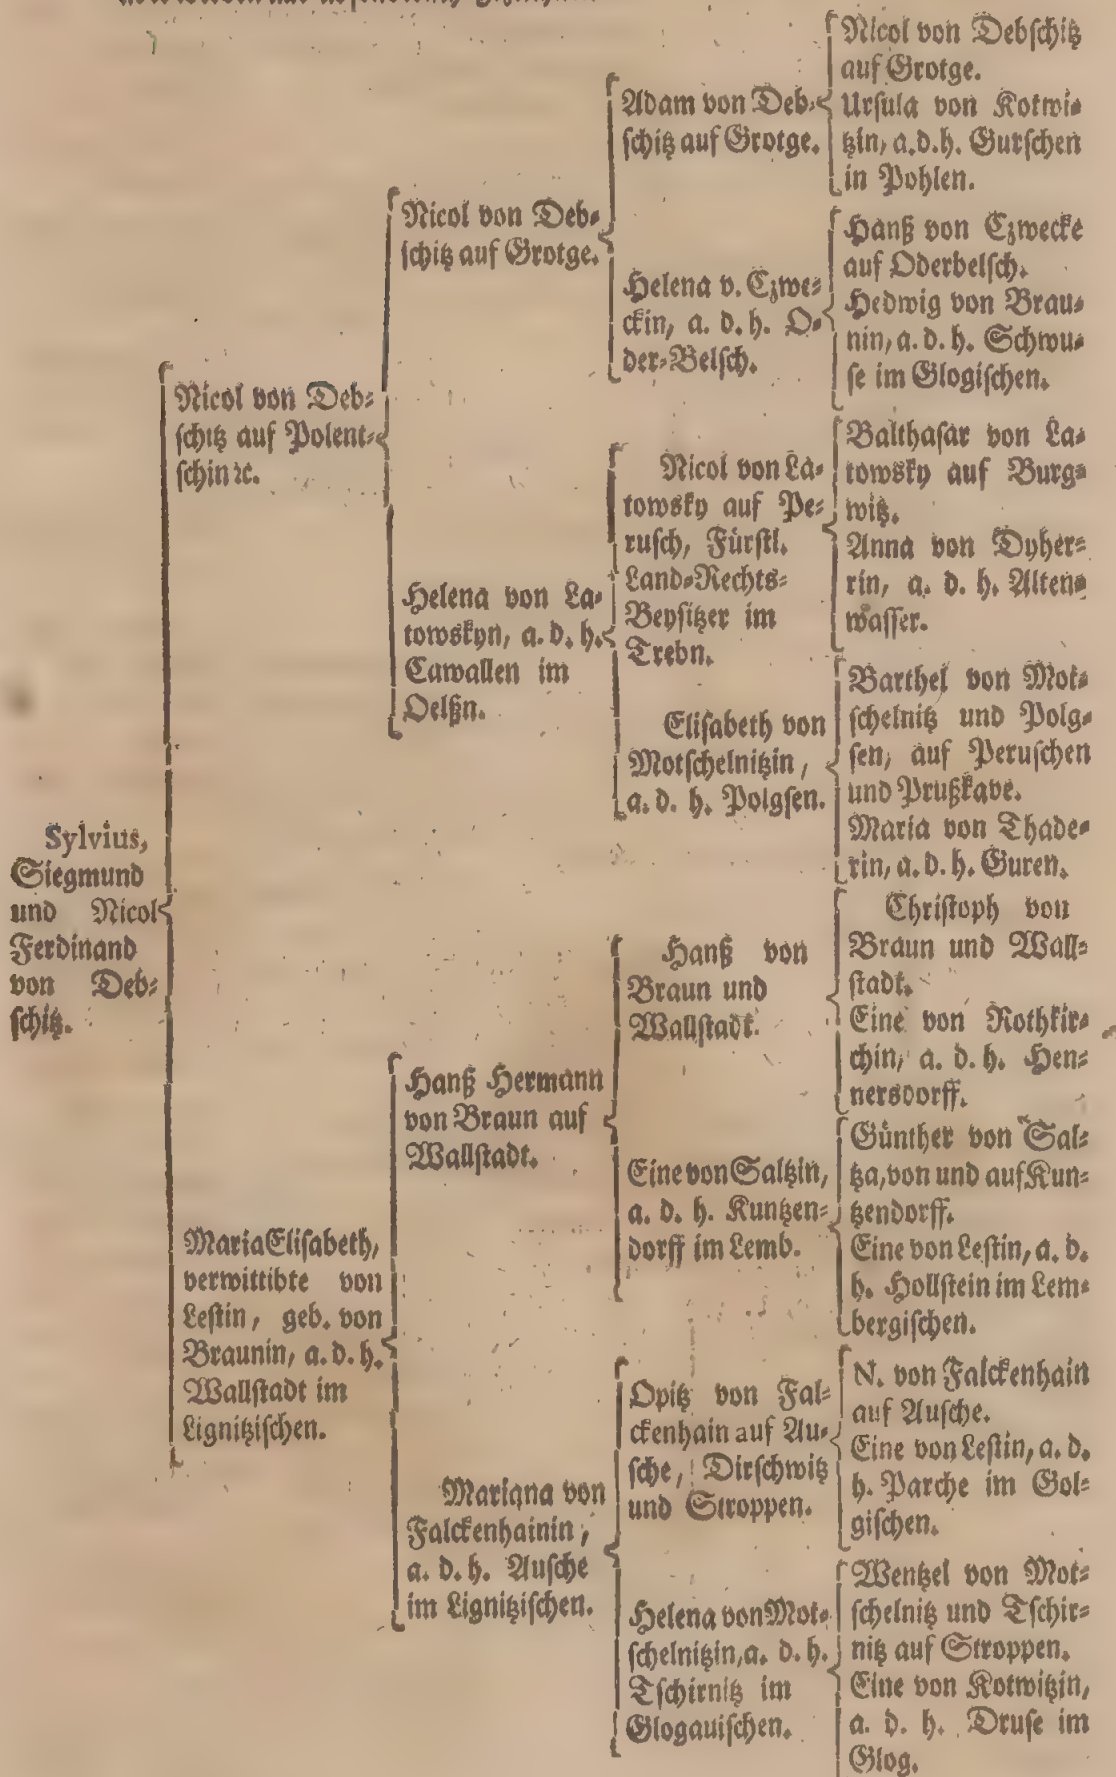 Sylvius,
Siegmund
und Nicol
Ferdinand
von Deb⸗
ſchitz.
Nicol von Deb⸗
ſchitz auf Polent⸗
ſchin ꝛc.
Maria Eliſabeth,
verwittibte von
Leſtin, geb. von
Braunin, a. d. h.
Wallſtadt im
Lignitziſchen.
Nicol von Deb⸗
ſchitz auf Grotge.
Helena von La⸗
towskyn, a. d. h.
Cawallen im
Oelßn.
Hanß Hermann
von Braun auf
Wallſtadt.
Mariana von
Falckenhainin,
a. d. h. Auſche
im Lignitziſchen.
Adam von Deb⸗
ſchitz auf Grotge.
Helena v. Czwe⸗
ckin, a. d. h. O⸗
der⸗Belſch.
Nicol von La⸗
towsky auf Pe⸗
ruſch, Fürſtl.
Land⸗Rechts⸗
Beyſitzer im
Trebn.
Eliſabeth von
Motſchelnitzin,
a. d. h. Polgſen.
Hanß von
Braun und
Wallſtadt.
Eine von Saltzin,
a. d. h. Kuntzen⸗
dorff im Lemb.
Opitz von Fal⸗
ckenhain auf Au⸗
ſche, Dirſchwitz
und Stroppen.
Helena von Mot⸗
ſchelnitzin, a. d. h.
Tſchirnitz im
Glogauiſchen.
Nicol von Debſchitz
auf Grotge.
Urſula von Kotwi⸗
tzin, a. d. h. Gurſchen
in Pohlen.
Hanß von Czwecke
auf Oderbelſch.
Hedwig von Brau⸗
nin, a. d. h. Schwu⸗
ſe im Glogiſchen.
Balthaſar von La⸗
towsky auf Burg⸗
witz.
Anna von Dyher⸗
rin, a. d. h. Alten⸗
waſſer.
Barthel von Mot⸗
ſchelnitz und Polg⸗
ſen, auf Peruſchen
und Prußkave.
Maria von Thade⸗
rin, a. d. h. Guren.
Chriſtoph von
Braun und Wall⸗
ſtadt.
Eine von Rothkir⸗
chin, a. d. h. Hen⸗
nersdorff.
Günther von Sal⸗
tza, von und auf Kun⸗
tzendorff.
Eine von Leſtin, a. d.
h. Hollſtein im Lem⸗
bergiſchen.
N. von Falckenhain
auf Auſche.
Eine von Leſtin, a. d.
h. Parche im Gol⸗
giſchen.
Wentzel von Mot⸗
ſchelnitz und Tſchir⸗
nitz auf Stroppen.
Eine von Kotwitzin,
a. d. h. Druſe im
Glog.